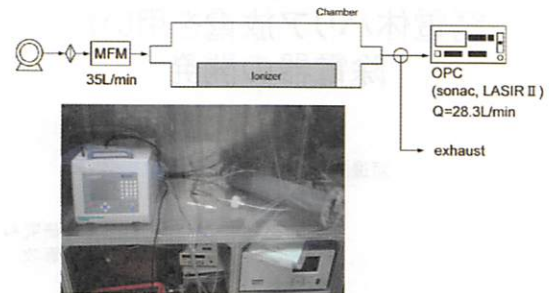 Chamber
MFM
35L/min
Ionizer
OPC
(sonac, LASIR II)
Q=28.3L/min
exhaust